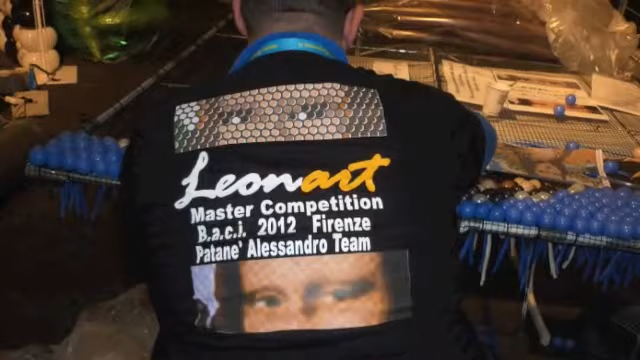 Leonart
Master Competition
B.a.c.j. 2012 Firenze
Patane' Alessandro Team